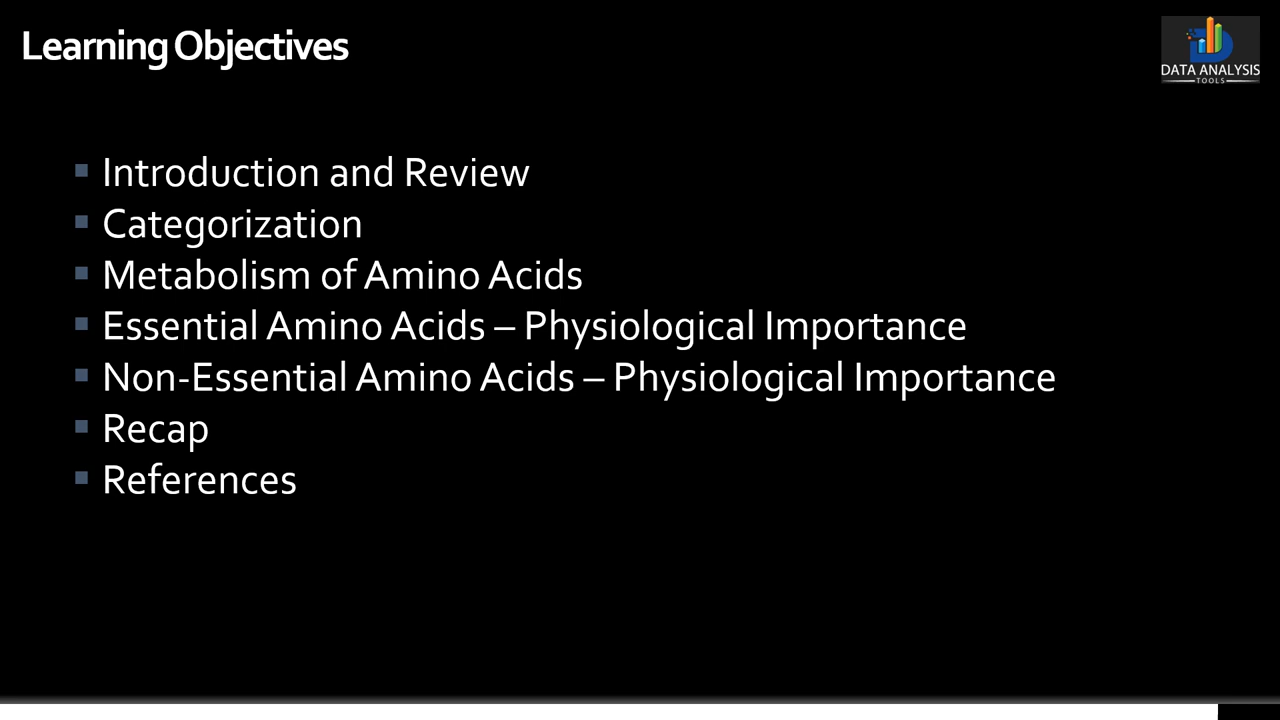 Learning Objectives
DATA ANALYSIS
TOOLS
Introduction and Review
Categorization
Metabolism of Amino Acids
Essential Amino Acids – Physiological Importance
Non-Essential Amino Acids – Physiological Importance
Recap
References